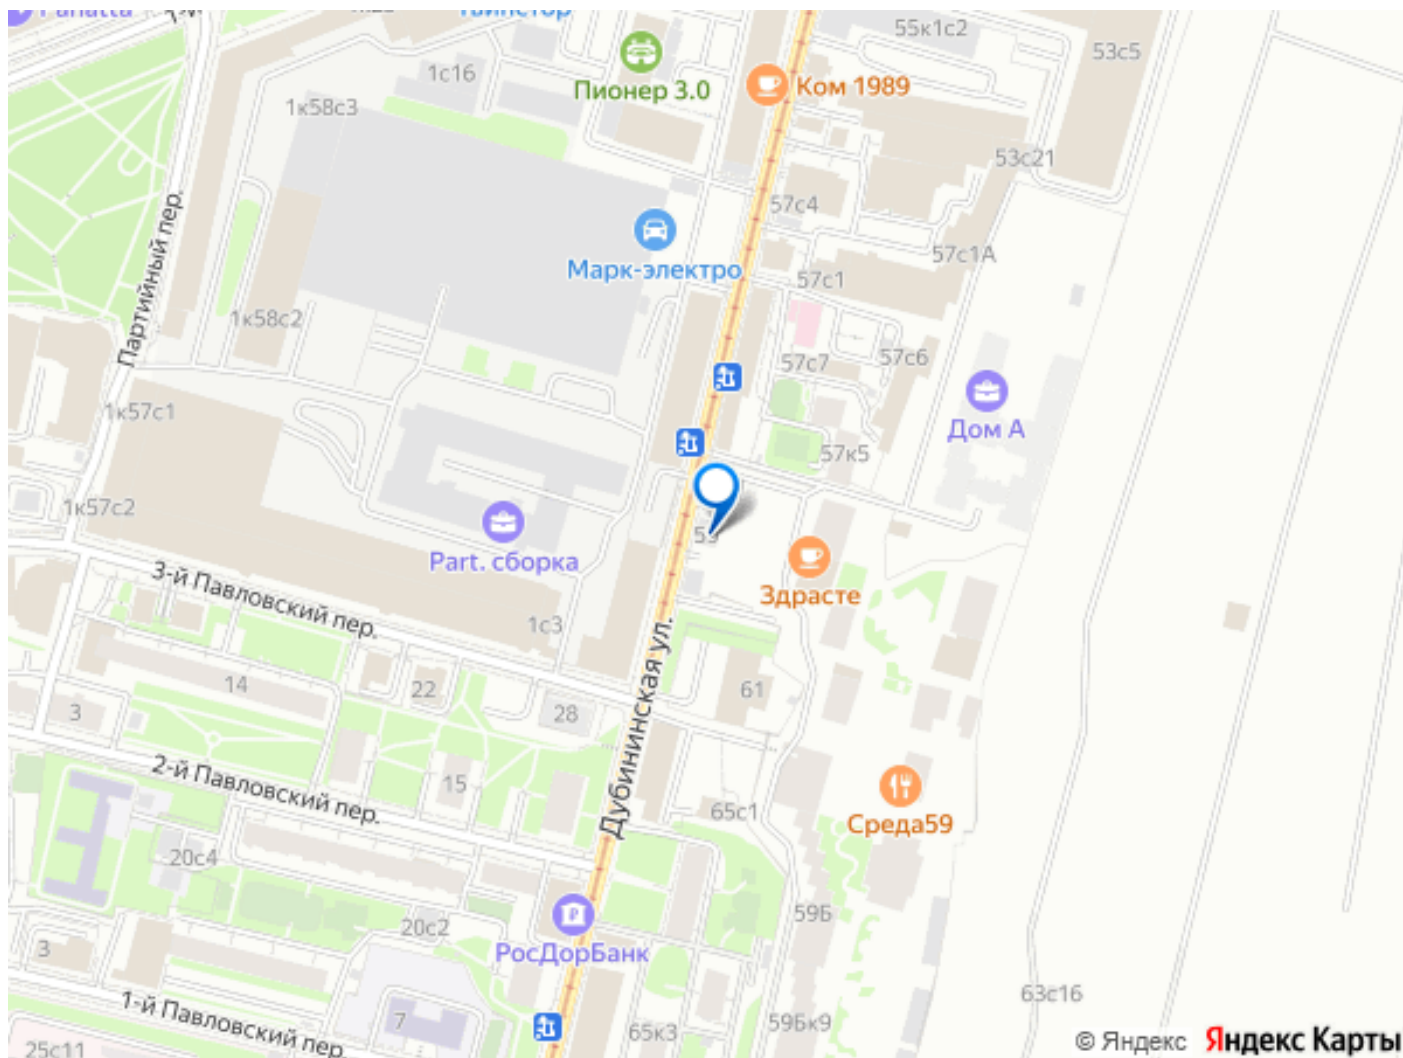 Panatta
Твинстор
55к1с2
53с5
1с16
Пионер 3.0
Ком 1989
1к58с3
53с21
57с4
Марк-электро
57с1А
57с1
Партийный пер.
1к58с2
57с7
57с6
1к57с1
Дом А
57к5
1к57с2
59
Part. сборка
Здрасте
3-й Павловский пер.
1с3
14
22
61
3
28
Дубининская ул.
2-й Павловский пер.
15
65с1
Среда59
20с4
59Б
20с2
РосДорБанк
3
63с16
1-й Павловский пер.
7
65к3
59Бк9
25с11
© Яндекс Яндекс Карты